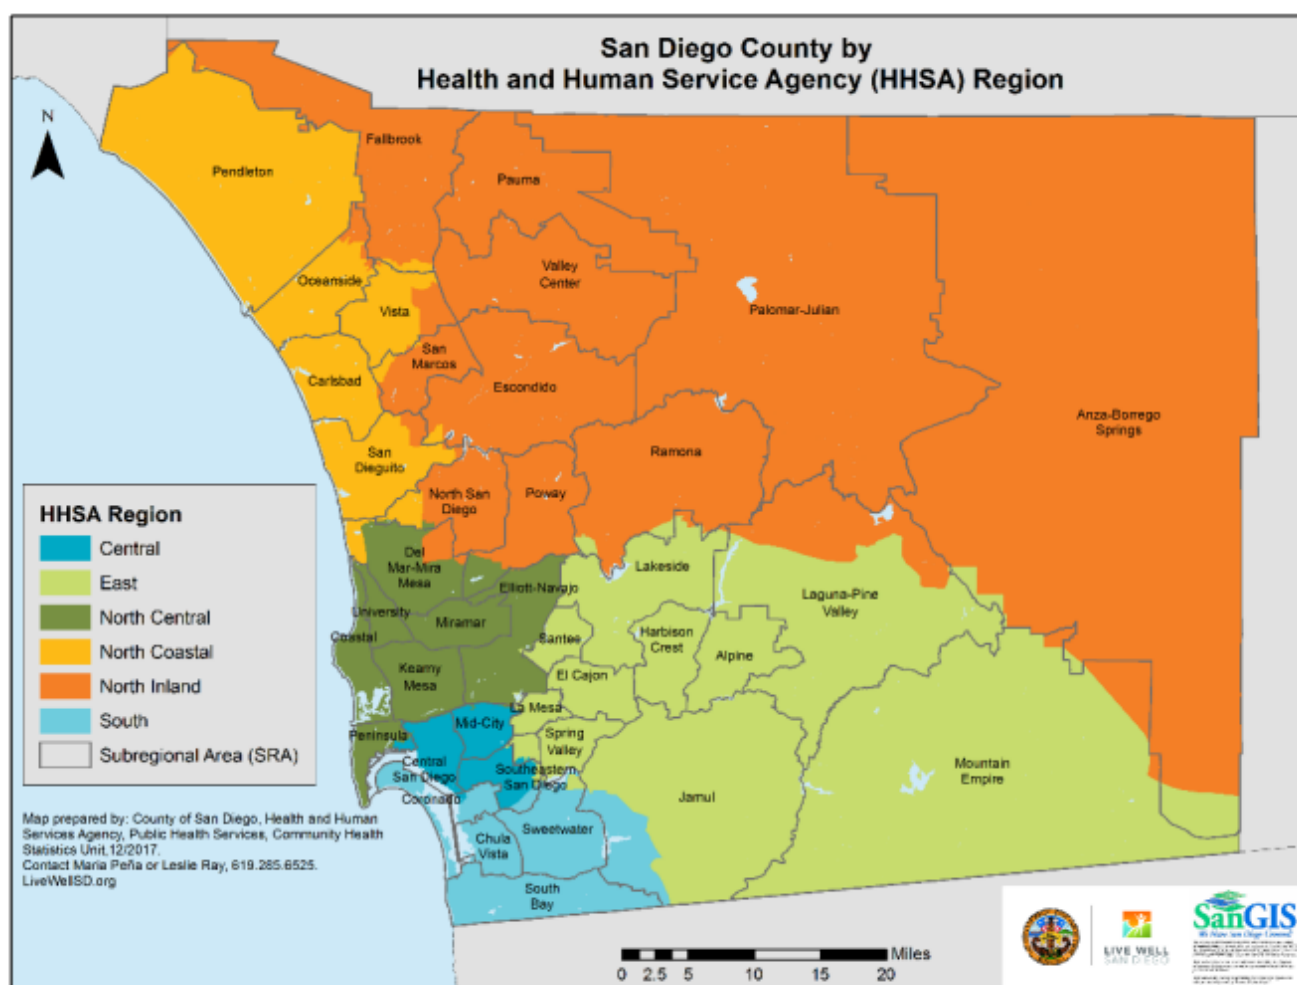 San Diego County by
Health and Human Service Agency (HHSA) Region
N
Fallbrook
Pendleton
Pauma
Valley
Center
Oceanside
Vista
Palomar-Julian
San
Marcos
Carlsbad
Escondido
Anza-Borrego
Springs
San
Dieguito
Ramona
North San
Diego
Poway
HHSA Region
Central
East
North Central
North Coastal
North Inland
South
Subregional Area (SRA)
Del
Mar-Mira
Mesa
Elliott-Navajo
Lakeside
Laguna-Pine
Valley
University
Miramar
Coastal
Santee
Harbison
Crest
Alpine
Kearny
Mesa
El Cajon
La Mesa
Mid-City
Peninsula
Spring
Valley
Central
San Diego
Southeastern
San Diego
Mountain
Empire
Coronado
Jamul
Chula
Vista
Sweetwater
South
Bay
Map prepared by: County of San Diego, Health and Human
Services Agency, Public Health Services, Community Health
Statistics Unit,12/2017.
Contact Maria Peña or Leslie Ray, 619.285.6525.
LiveWellSD.org
Miles
0 2.5 5 10 15 20
LIVE WELL
SAN DIEGO
SanGIS